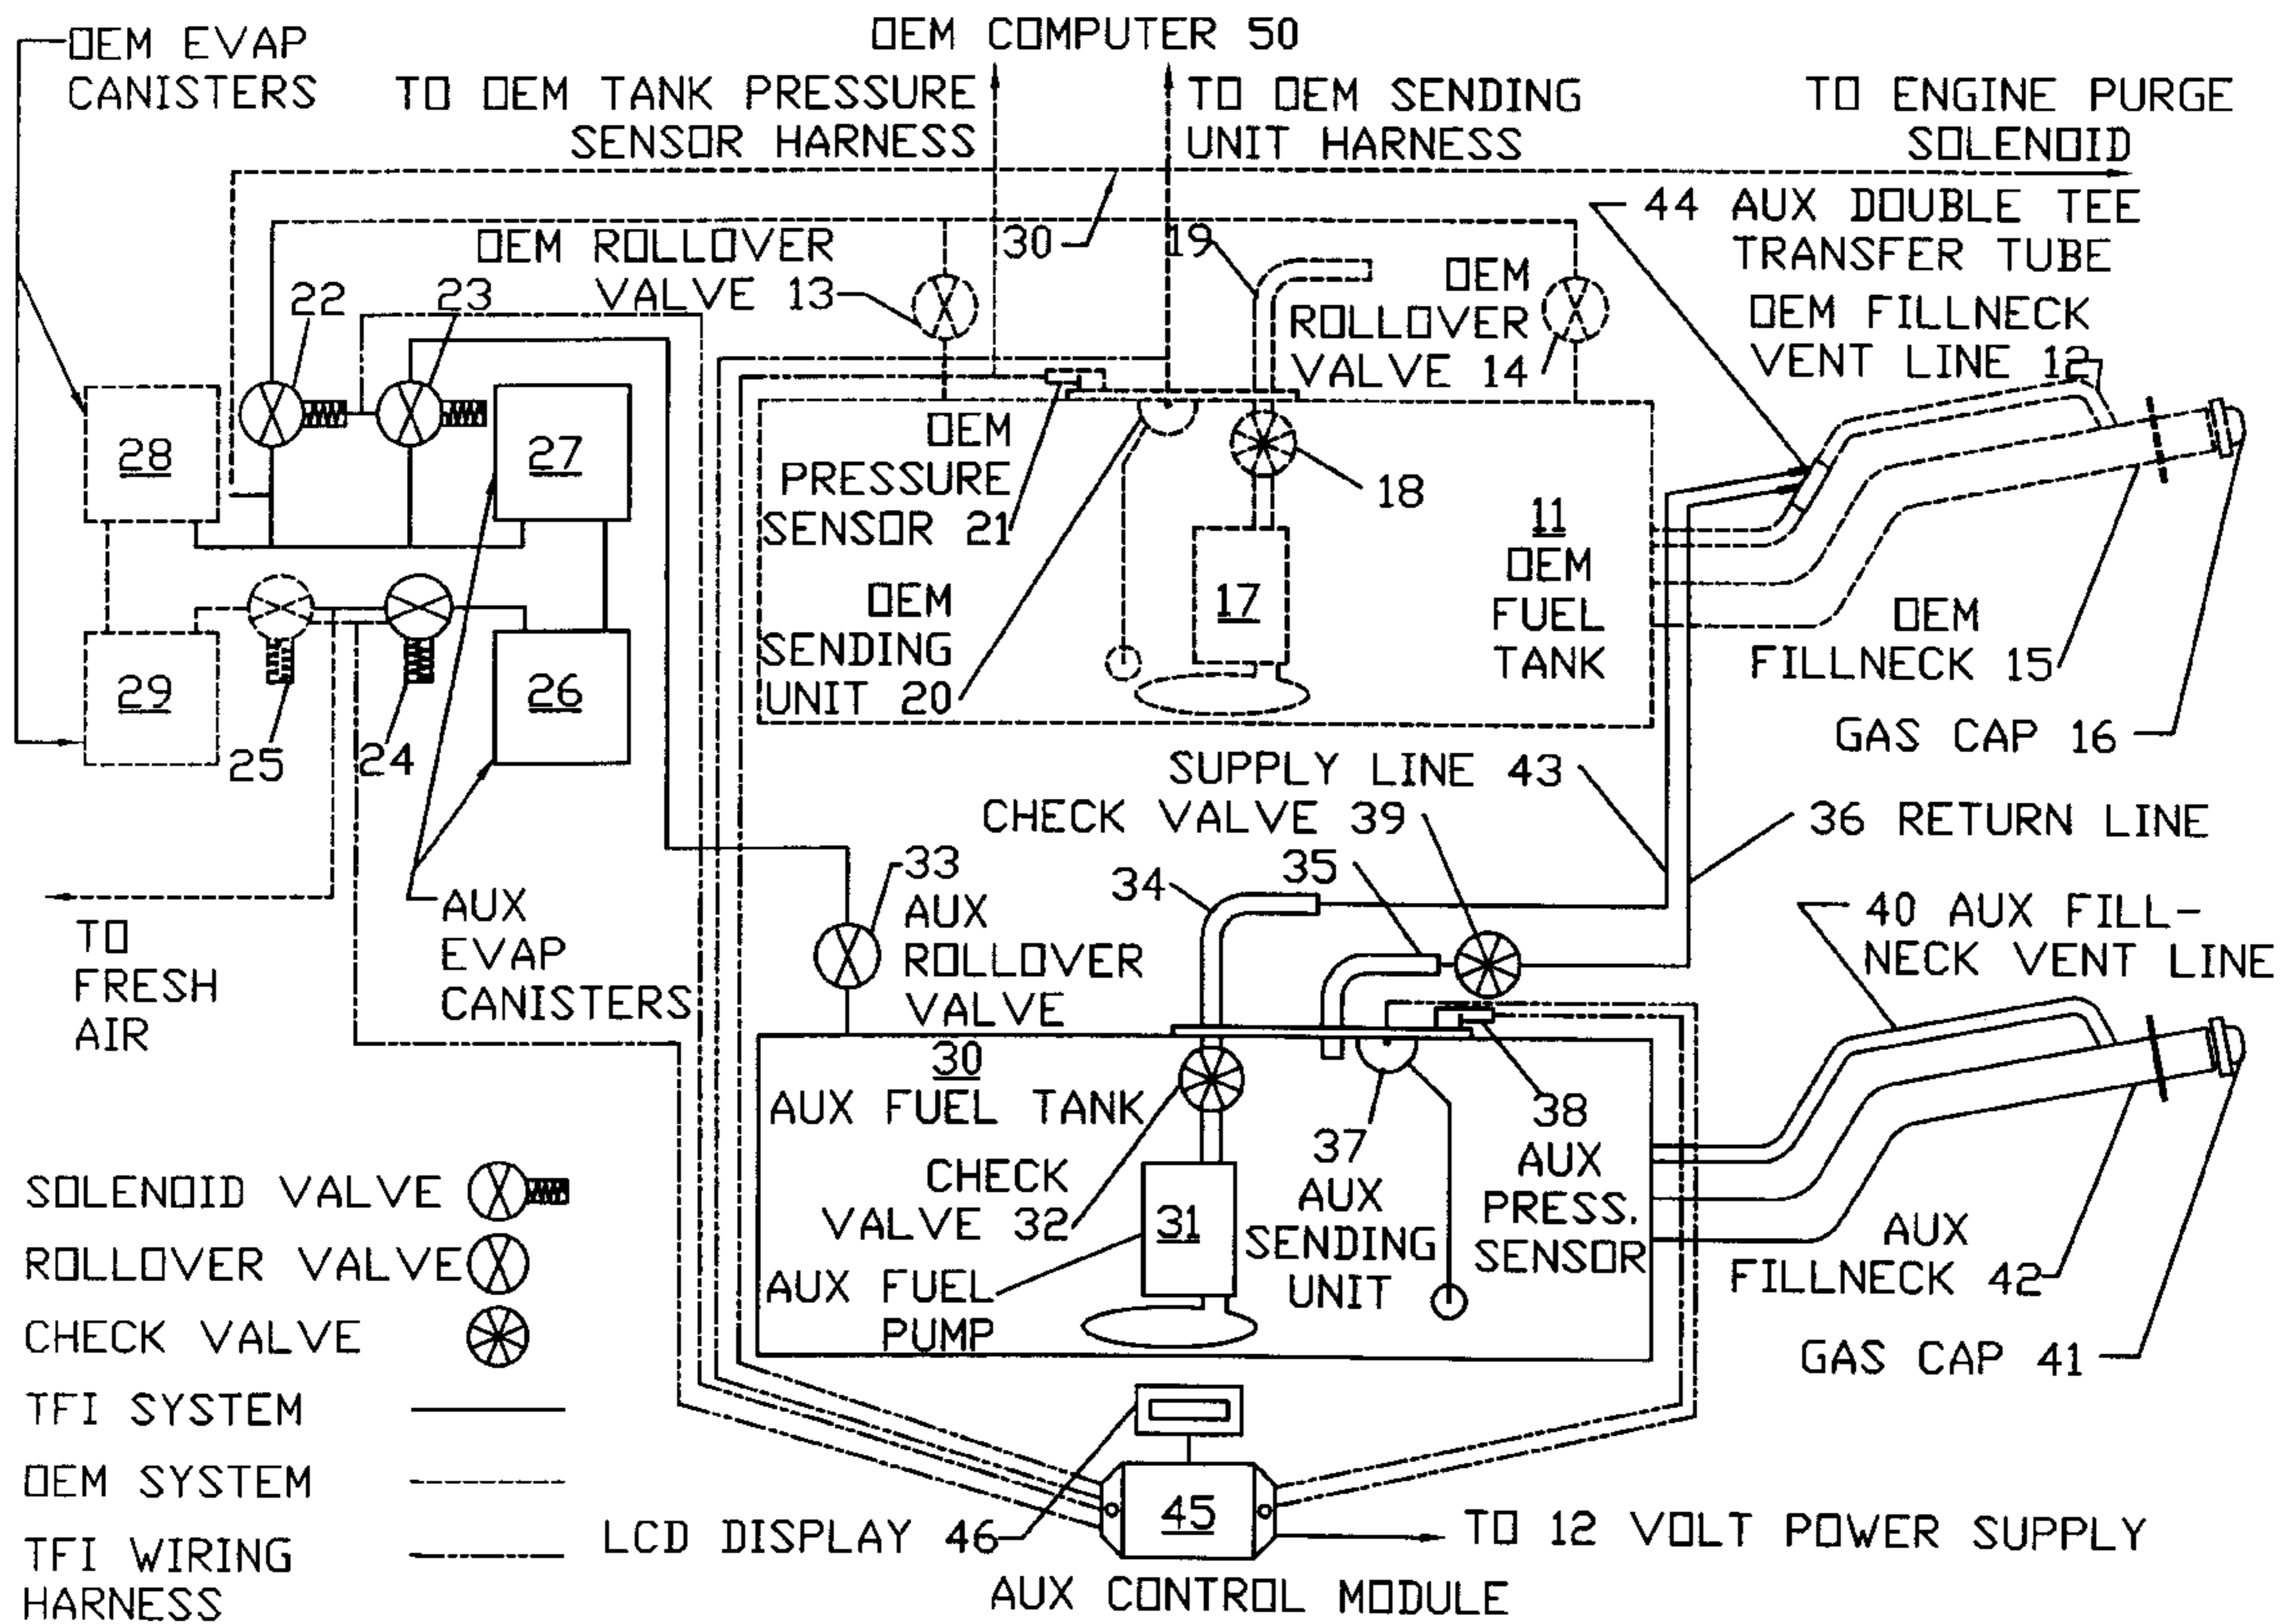 OEM EVAP
CANISTERS
OEM COMPUTER 50
TO OEM TANK PRESSURE
SENSOR HARNESS
TO OEM SENDING
UNIT HARNESS
TO ENGINE PURGE
SOLENOID
44 AUX DOUBLE TEE
TRANSFER TUBE
OEM ROLLOVER
VALVE 13
30
19
OEM
ROLLOVER
VALVE 14
OEM FILLNECK
VENT LINE 12
22
23
28
27
OEM
PRESSURE
SENSOR 21
18
11
OEM
FUEL
TANK
17
OEM
SENDING
UNIT 20
OEM
FILLNECK 15
GAS CAP 16
29
26
25
24
SUPPLY LINE 43
CHECK VALVE 39
36 RETURN LINE
33
AUX
ROLLOVER
VALVE
34
35
AUX
EVAP
CANISTERS
TO
FRESH
AIR
40 AUX FILL-
NECK VENT LINE
30
AUX FUEL TANK
CHECK
VALVE 32
31
AUX FUEL
PUMP
37
AUX
SENDING
UNIT
38
AUX
PRESS.
SENSOR
AUX
FILLNECK 42
GAS CAP 41
SOLENOID VALVE
ROLLOVER VALVE
CHECK VALVE
TFI SYSTEM
OEM SYSTEM
TFI WIRING
HARNESS
LCD DISPLAY 46
45
TO 12 VOLT POWER SUPPLY
AUX CONTROL MODULE